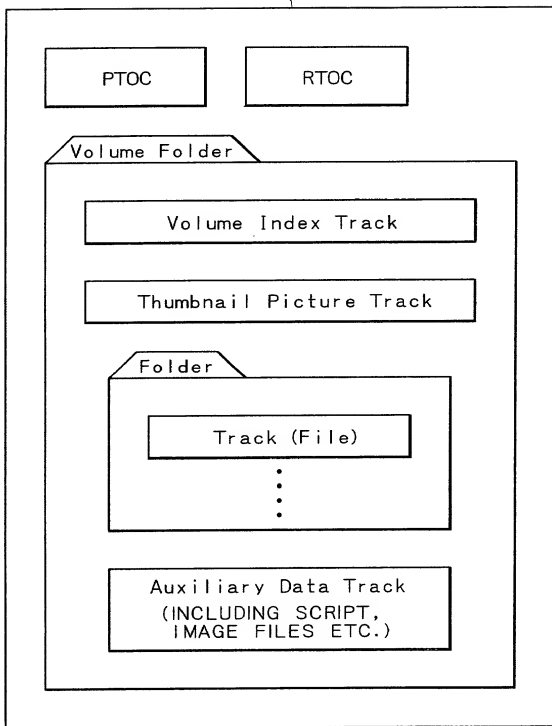 PTOC
RTOC
Volume Folder
Volume Index Track
Thumbnail Picture Track
Folder
Track (File)
Auxiliary Data Track
(INCLUDING SCRIPT,
IMAGE FILES ETC.)